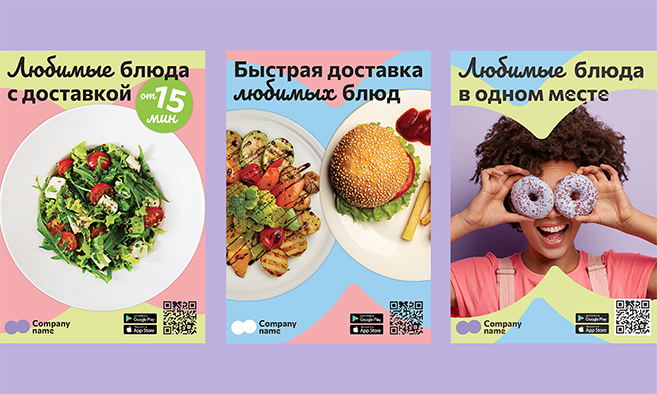 Любимые блюда
с доставкой
от 15
мин
Company
name
Google Play
App Store
Быстрая доставка
любимых блюд
Company
name
Google Play
App Store
Любимые блюда
в одном месте
Company
name
Google Play
App Store